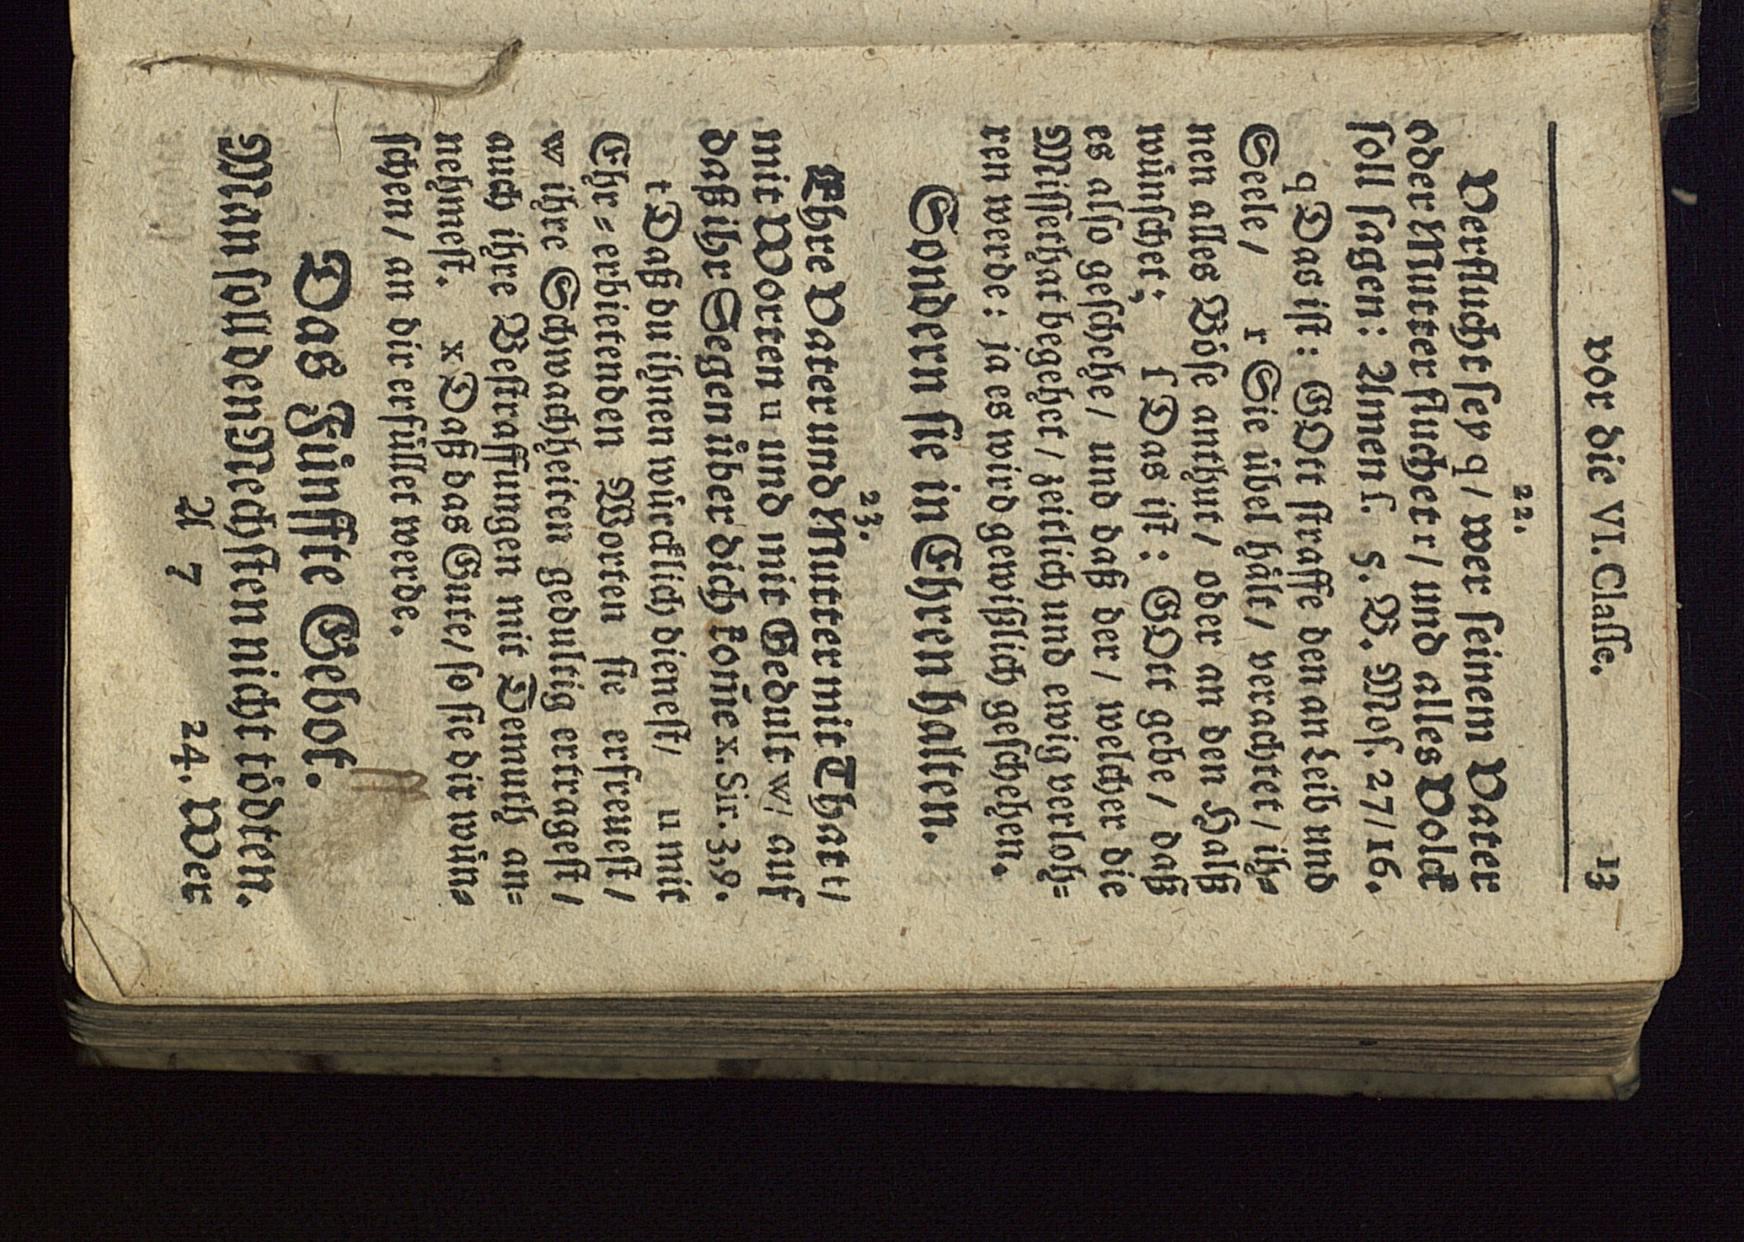 vor die VI. Classe. 13
22.
Verflucht sey q / wer seinem Vater
oder Mutter fluchet r / und alles Volck
soll sagen: Amen ſ. 5. B. Mos. 27/16.
q Das ist: GOtt straffe den an Leib und
Seele / r Sie übel hält / verachtet / ih-
nen alles Böse anthut / oder an den Halß
wünschet; ſ Das ist: GOtt gebe / daß
es also geschehe / und daß der / welcher die
Missethat begehet / zeitlich und ewig verloh-
ren werde: ja es wird gewißlich geschehen.
Sondern sie in Ehren halten.
23.
Ehre Vater und Mutter mit That t /
mit Worten u und mit Gedult w / auf
daß ihr Segen über dich kom̃e x. Sir. 3, 9.
t Daß du ihnen würcklich dienest / u mit
Ehr-erbietenden Worten sie erfreuest /
w ihre Schwachheiten gedultig ertragest /
auch ihre Bestraffungen mit Demuth an-
nehmest. x Daß das Gute / so sie dir wün-
schen / an dir erfüllet werde.
Das Fünffte Gebot.
Man soll den Nechsten nicht tödten.
A 7 24. Wer